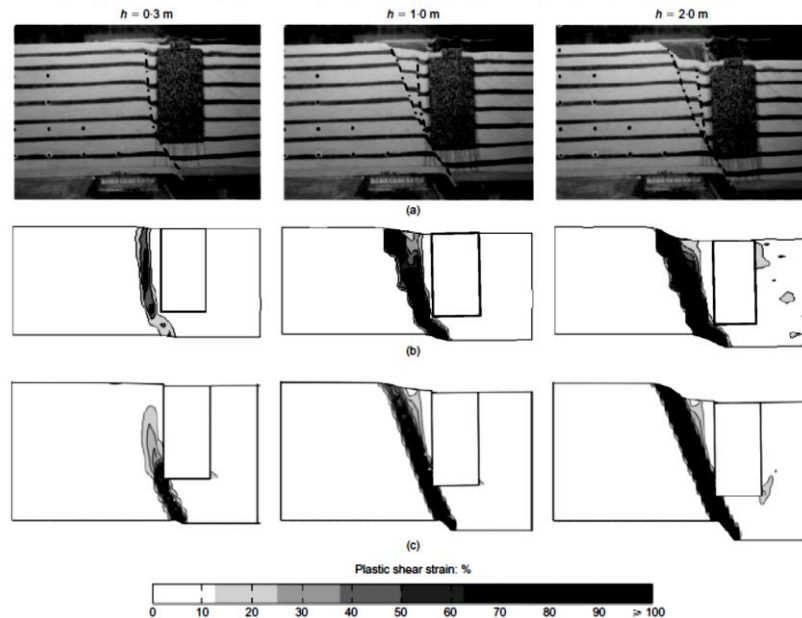 h = 0·3 m h = 1·0 m h = 2·0 m
(a)
(b)
(c)
Plastic shear strain: %
0 10 20 30 40 50 60 70 80 90 ⩾ 100